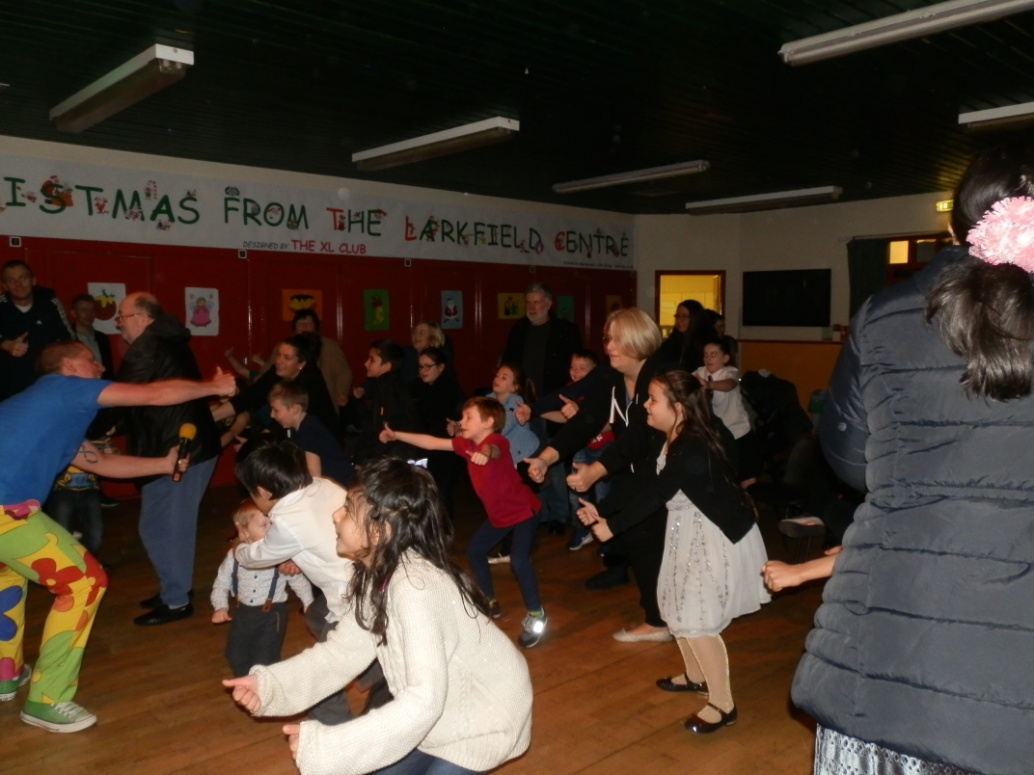 ISTMAS FROM THE LARKFIELD CENTRE
DESIGNED BY THE XL CLUB